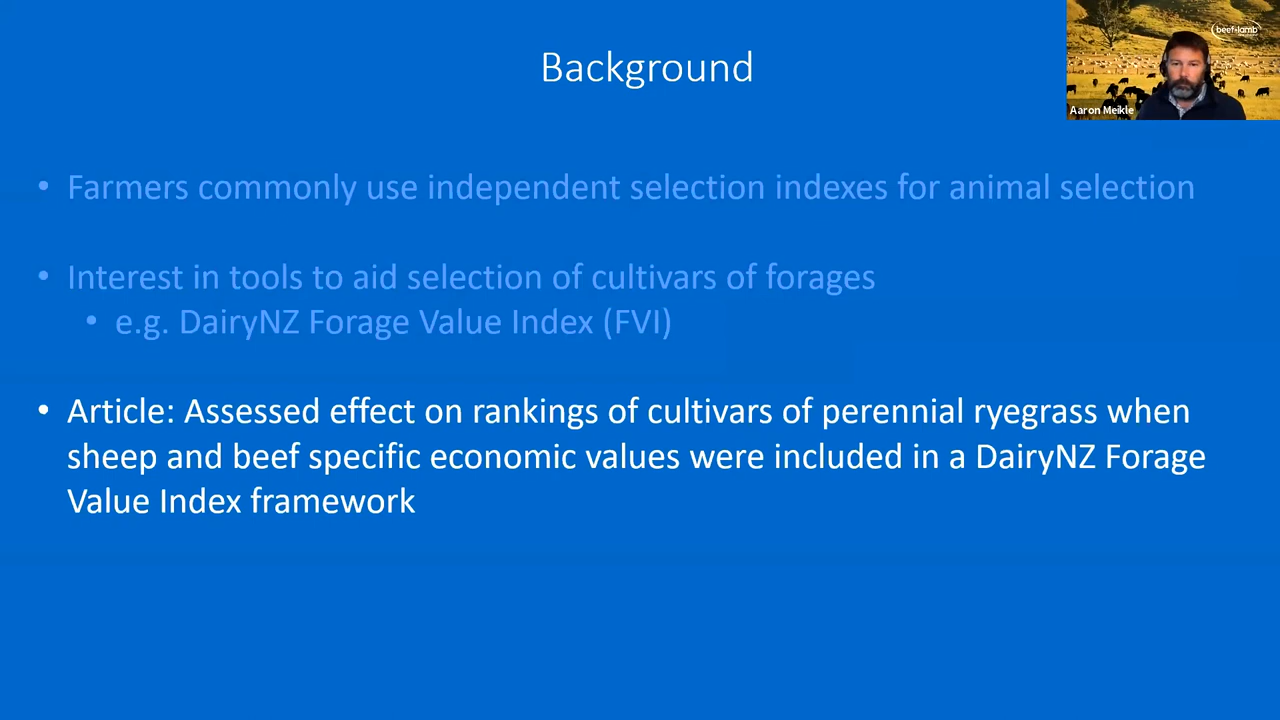 Background
beef+lamb
Aaron Meikle
• Farmers commonly use independent selection indexes for animal selection
• Interest in tools to aid selection of cultivars of forages
• e.g. DairyNZ Forage Value Index (FVI)
• Article: Assessed effect on rankings of cultivars of perennial ryegrass when
sheep and beef specific economic values were included in a DairyNZ Forage
Value Index framework